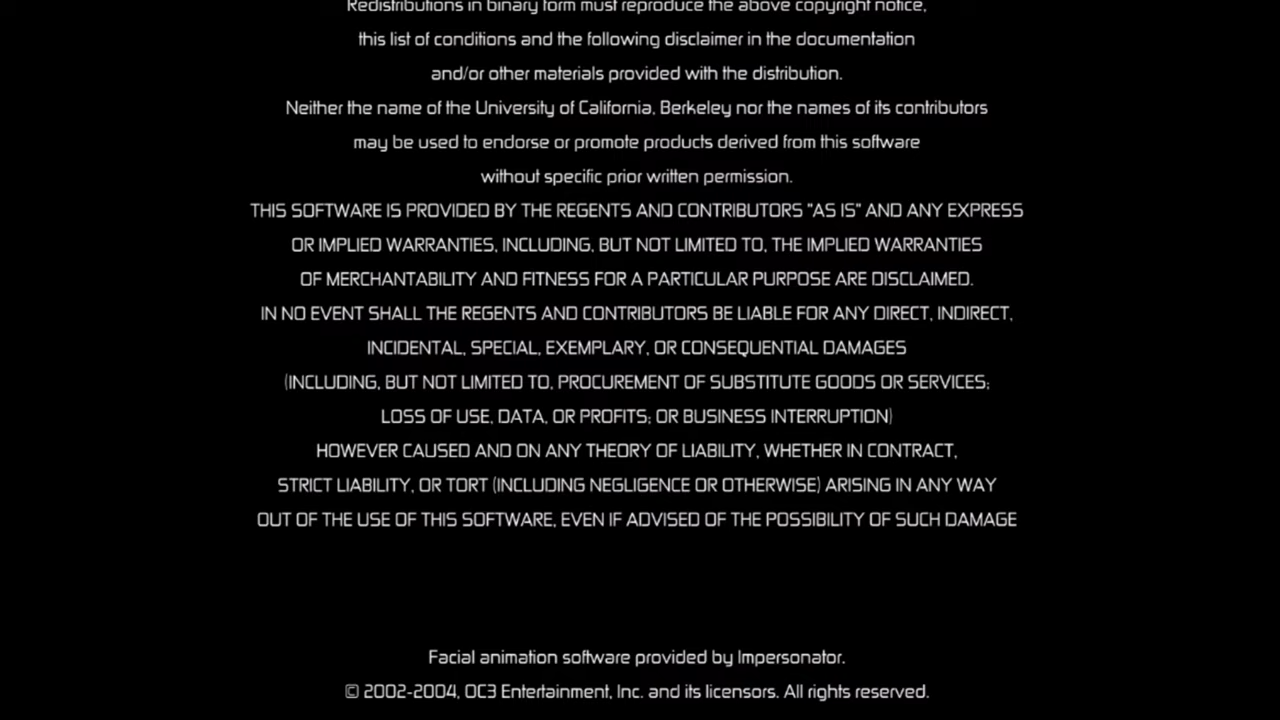 Redistributions in binary form must reproduce the above copyright notice,
this list of conditions and the following disclaimer in the documentation
and/or other materials provided with the distribution.
Neither the name of the University of California, Berkeley nor the names of its contributors
may be used to endorse or promote products derived from this software
without specific prior written permission.
THIS SOFTWARE IS PROVIDED BY THE REGENTS AND CONTRIBUTORS "AS IS" AND ANY EXPRESS
OR IMPLIED WARRANTIES, INCLUDING, BUT NOT LIMITED TO, THE IMPLIED WARRANTIES
OF MERCHANTABILITY AND FITNESS FOR A PARTICULAR PURPOSE ARE DISCLAIMED.
IN NO EVENT SHALL THE REGENTS AND CONTRIBUTORS BE LIABLE FOR ANY DIRECT, INDIRECT,
INCIDENTAL, SPECIAL, EXEMPLARY, OR CONSEQUENTIAL DAMAGES
(INCLUDING, BUT NOT LIMITED TO, PROCUREMENT OF SUBSTITUTE GOODS OR SERVICES;
LOSS OF USE, DATA, OR PROFITS; OR BUSINESS INTERRUPTION)
HOWEVER CAUSED AND ON ANY THEORY OF LIABILITY, WHETHER IN CONTRACT,
STRICT LIABILITY, OR TORT (INCLUDING NEGLIGENCE OR OTHERWISE) ARISING IN ANY WAY
OUT OF THE USE OF THIS SOFTWARE, EVEN IF ADVISED OF THE POSSIBILITY OF SUCH DAMAGE
Facial animation software provided by Impersonator.
© 2002-2004, OC3 Entertainment, Inc. and its licensors. All rights reserved.